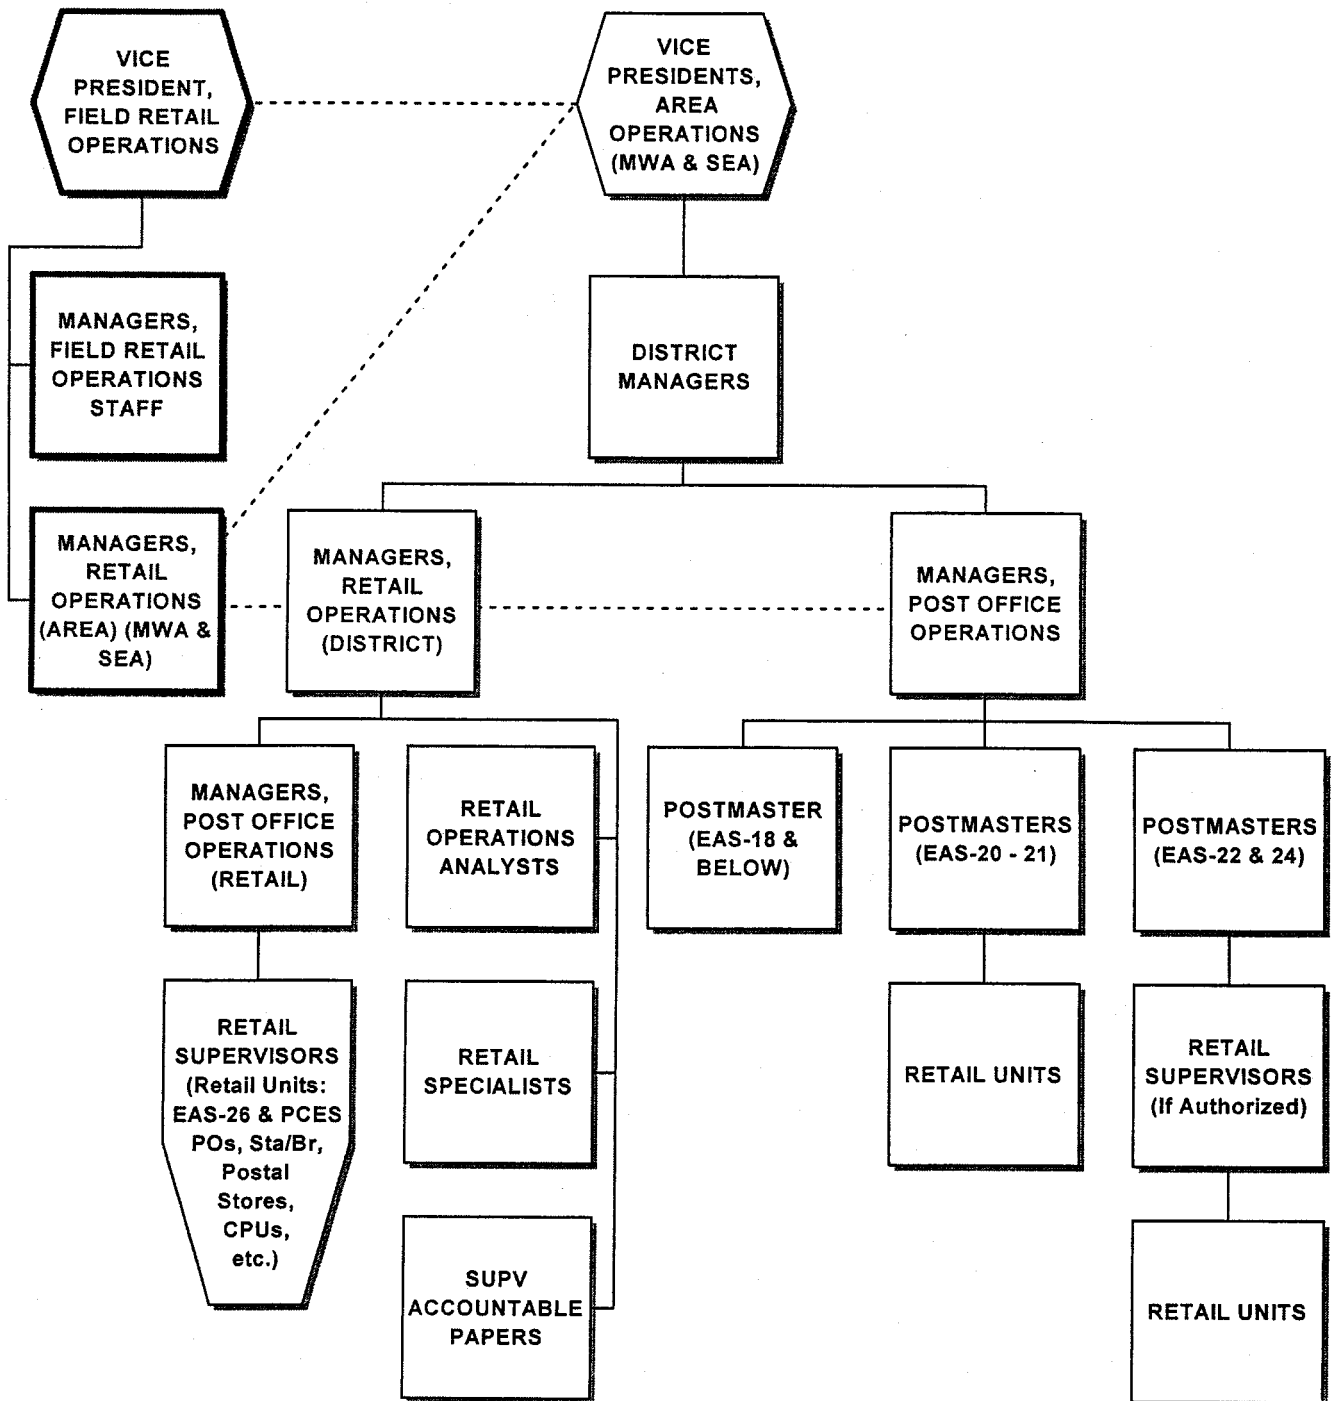 VICE
PRESIDENT,
FIELD RETAIL
OPERATIONS
VICE
PRESIDENTS,
AREA
OPERATIONS
(MWA & SEA)
MANAGERS,
FIELD RETAIL
OPERATIONS
STAFF
DISTRICT
MANAGERS
MANAGERS,
RETAIL
OPERATIONS
(AREA) (MWA &
SEA)
MANAGERS,
RETAIL
OPERATIONS
(DISTRICT)
MANAGERS,
POST OFFICE
OPERATIONS
MANAGERS,
POST OFFICE
OPERATIONS
(RETAIL)
RETAIL
OPERATIONS
ANALYSTS
POSTMASTER
(EAS-18 &
BELOW)
POSTMASTERS
(EAS-20 - 21)
POSTMASTERS
(EAS-22 & 24)
RETAIL
SUPERVISORS
(Retail Units:
EAS-26 & PCES
POs, Sta/Br,
Postal
Stores,
CPUs,
etc.)
RETAIL
SPECIALISTS
RETAIL UNITS
RETAIL
SUPERVISORS
(If Authorized)
SUPV
ACCOUNTABLE
PAPERS
RETAIL UNITS